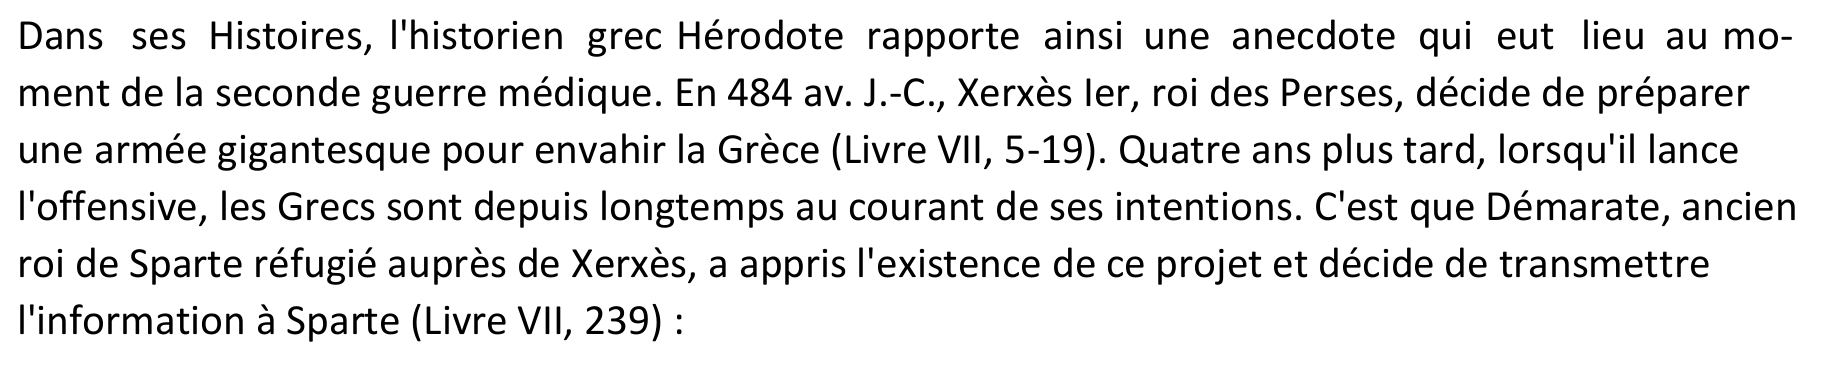 Dans ses Histoires, l'historien grec Hérodote rapporte ainsi une anecdote qui eut lieu au mo-
ment de la seconde guerre médique. En 484 av. J.-C., Xerxès Ier, roi des Perses, décide de préparer
une armée gigantesque pour envahir la Grèce (Livre VII, 5-19). Quatre ans plus tard, lorsqu'il lance
l'offensive, les Grecs sont depuis longtemps au courant de ses intentions. C'est que Démarate, ancien
roi de Sparte réfugié auprès de Xerxès, a appris l'existence de ce projet et décide de transmettre
l'information à Sparte (Livre VII, 239) :